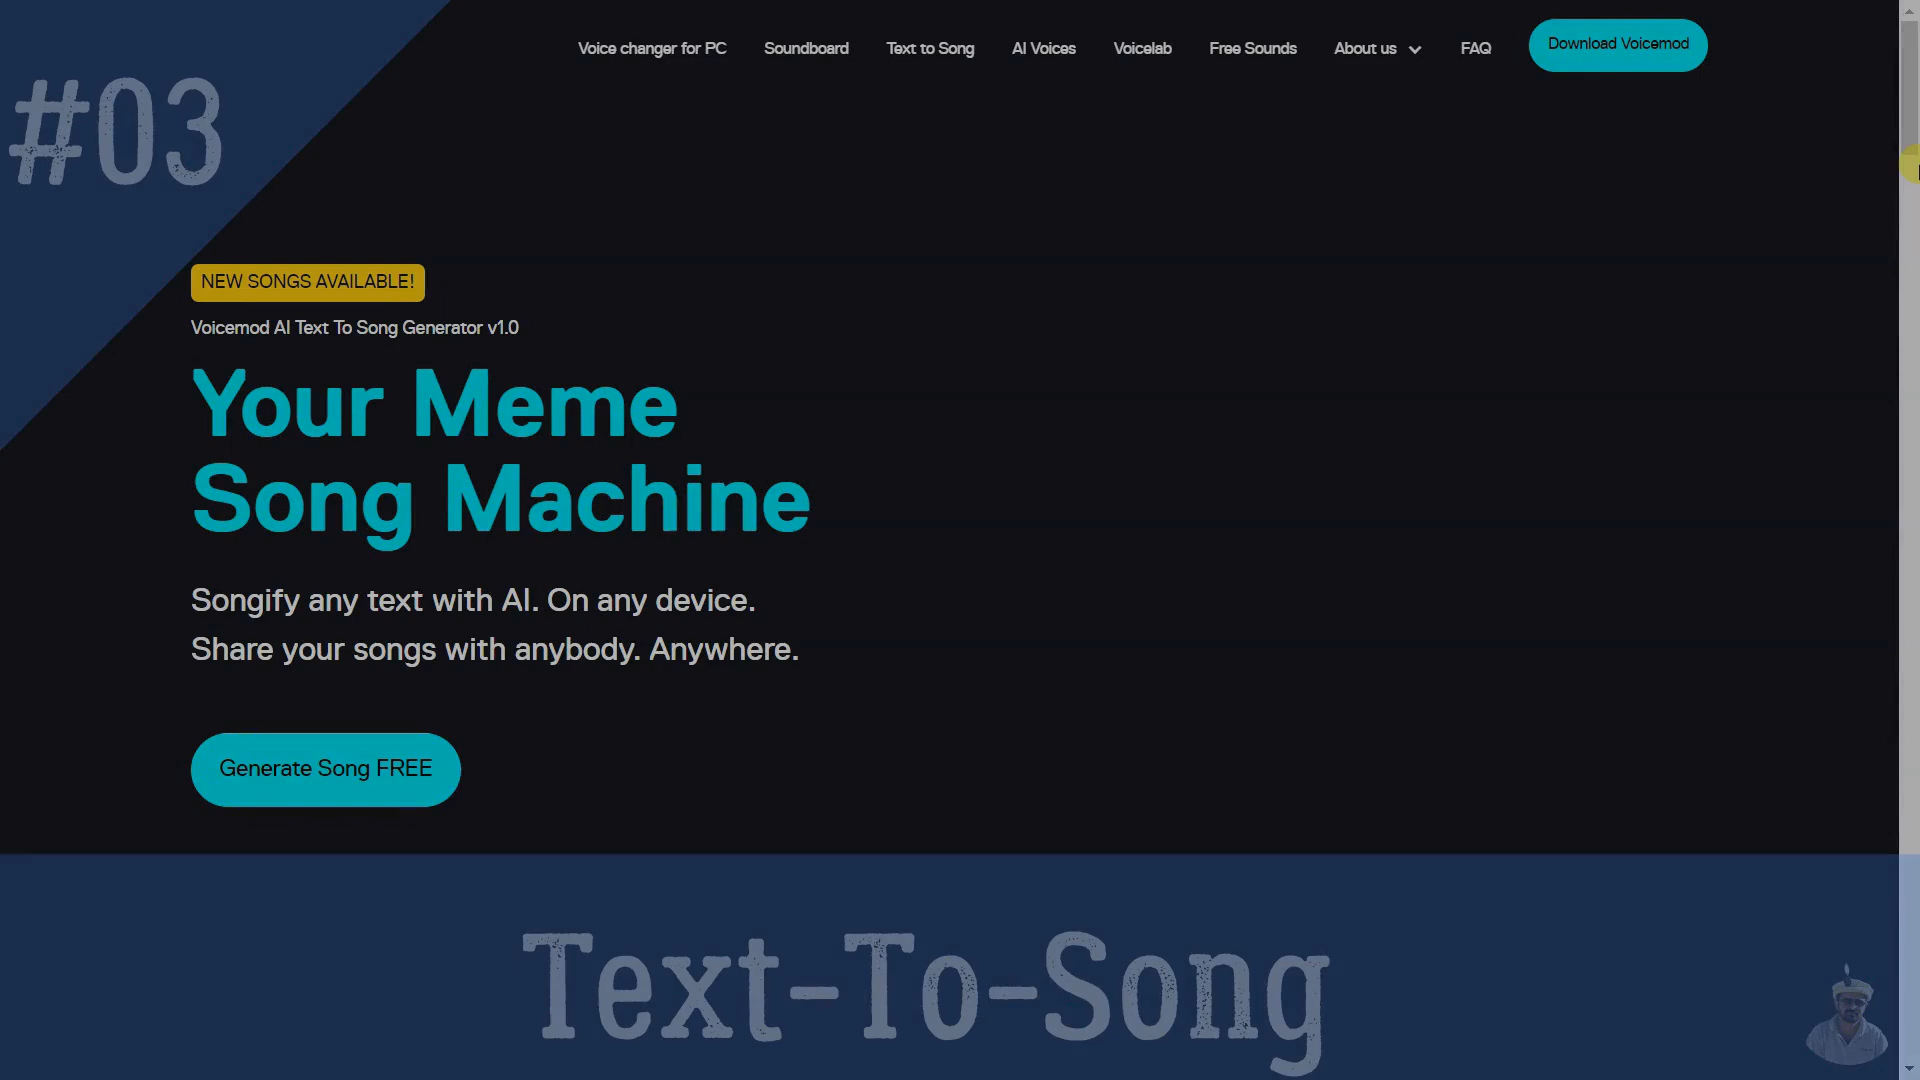 Voice changer for PC
Soundboard
Text to Song
AI Voices
Voicelab
Free Sounds
About us
FAQ
Download Voicemod
#03
NEW SONGS AVAILABLE!
Voicemod AI Text To Song Generator v1.0
Your Meme
Song Machine
Songify any text with AI. On any device.
Share your songs with anybody. Anywhere.
Generate Song FREE
Text-To-Song